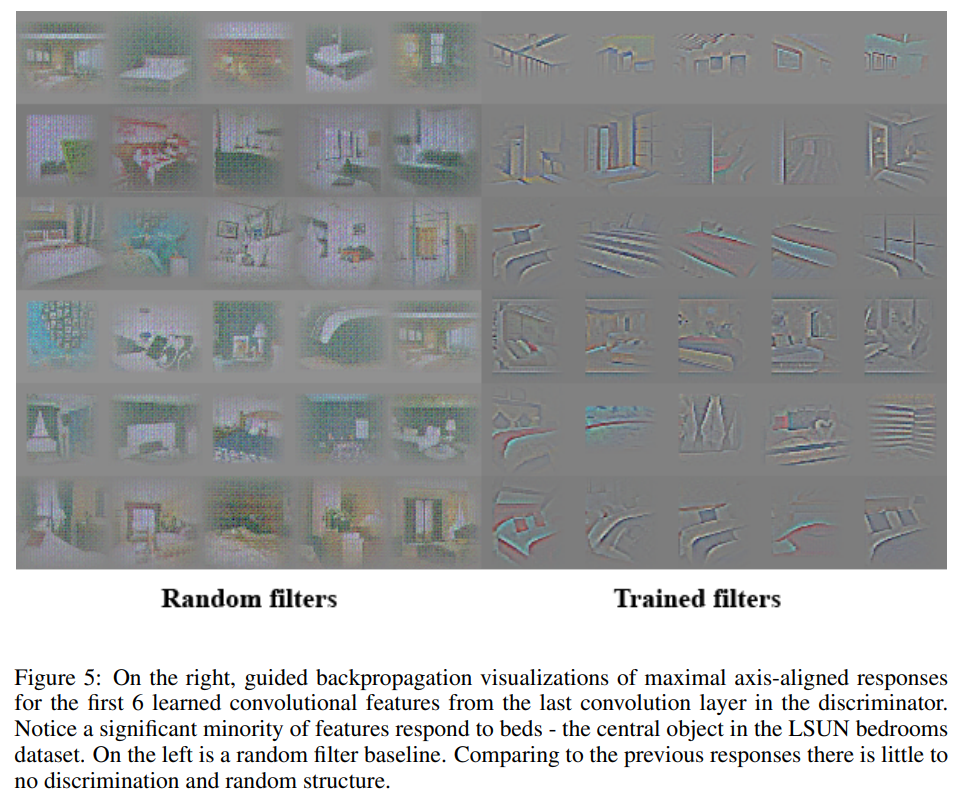 Random filters
Trained filters
Figure 5: On the right, guided backpropagation visualizations of maximal axis-aligned responses
for the first 6 learned convolutional features from the last convolution layer in the discriminator.
Notice a significant minority of features respond to beds - the central object in the LSUN bedrooms
dataset. On the left is a random filter baseline. Comparing to the previous responses there is little to
no discrimination and random structure.